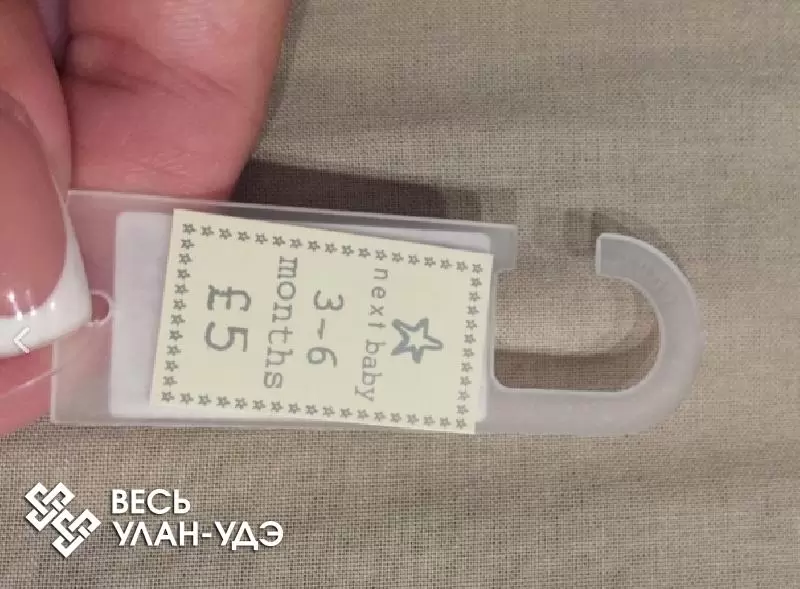 next baby
3-6
months
£5
ВЕСЬ
УЛАН-УДЭ